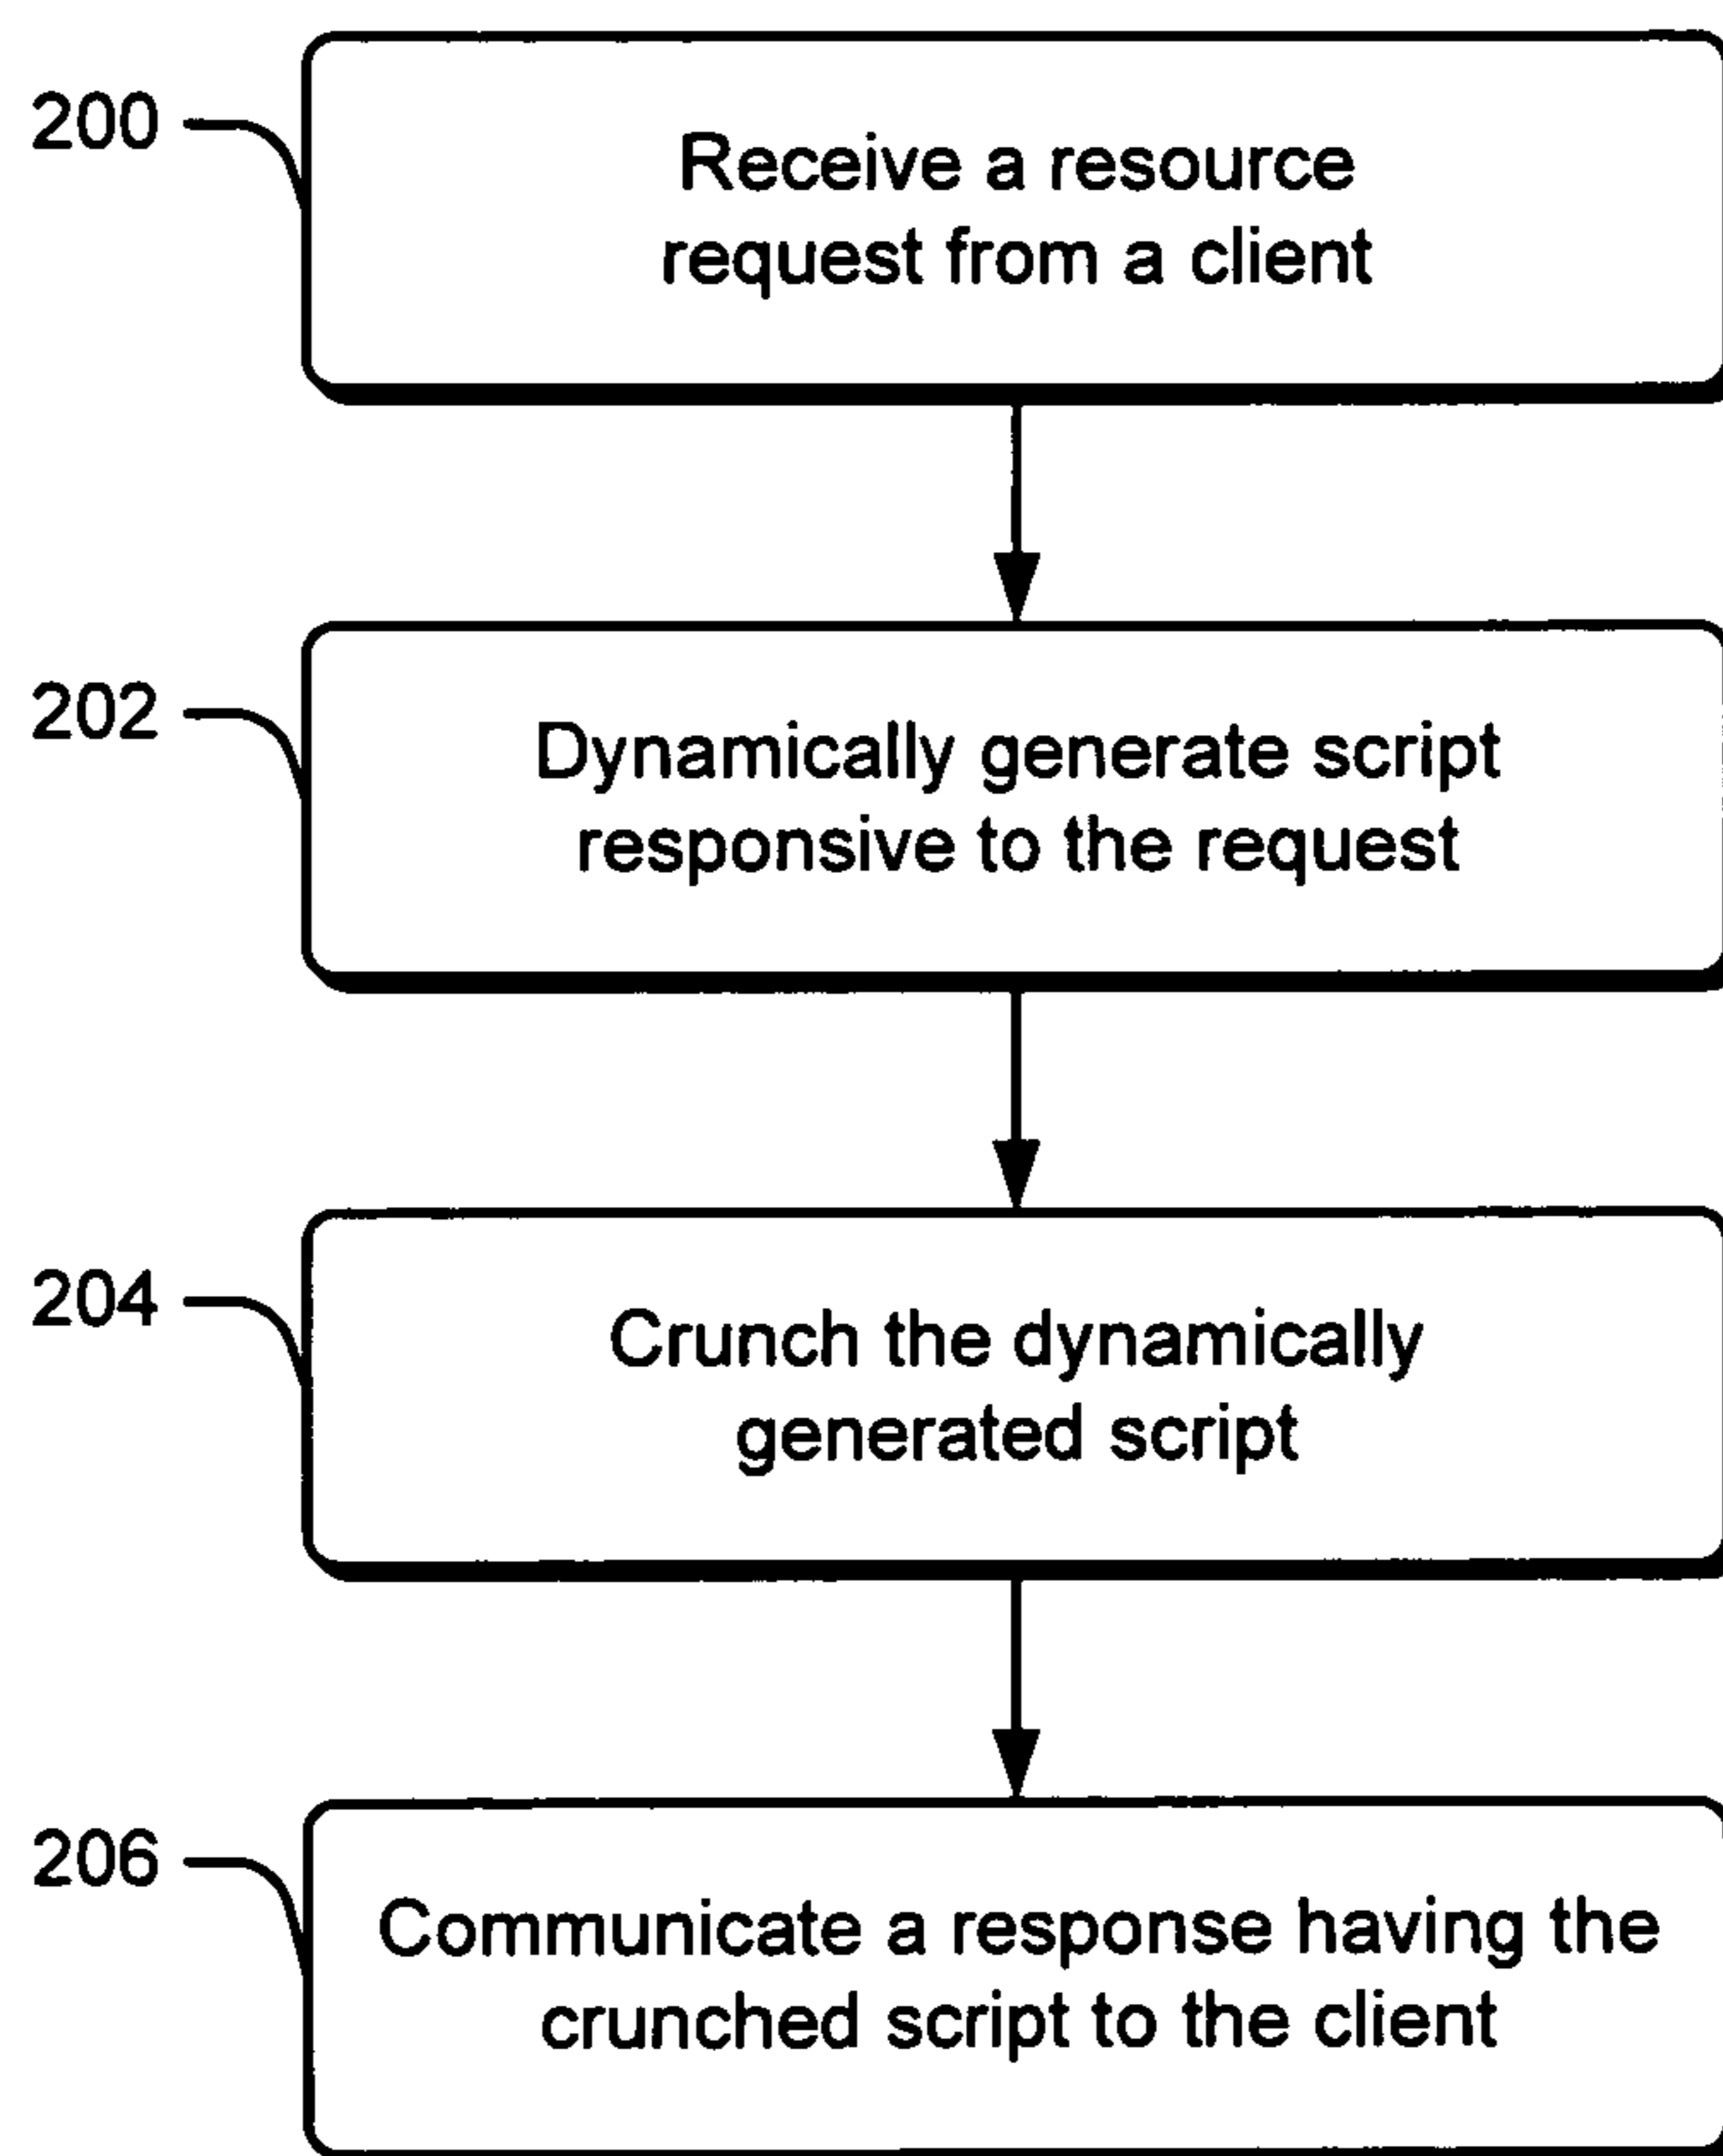 200
Receive a resource
request from a client
202
Dynamically generate script
responsive to the request
204
Crunch the dynamically
generated script
206
Communicate a response having the
crunched script to the client